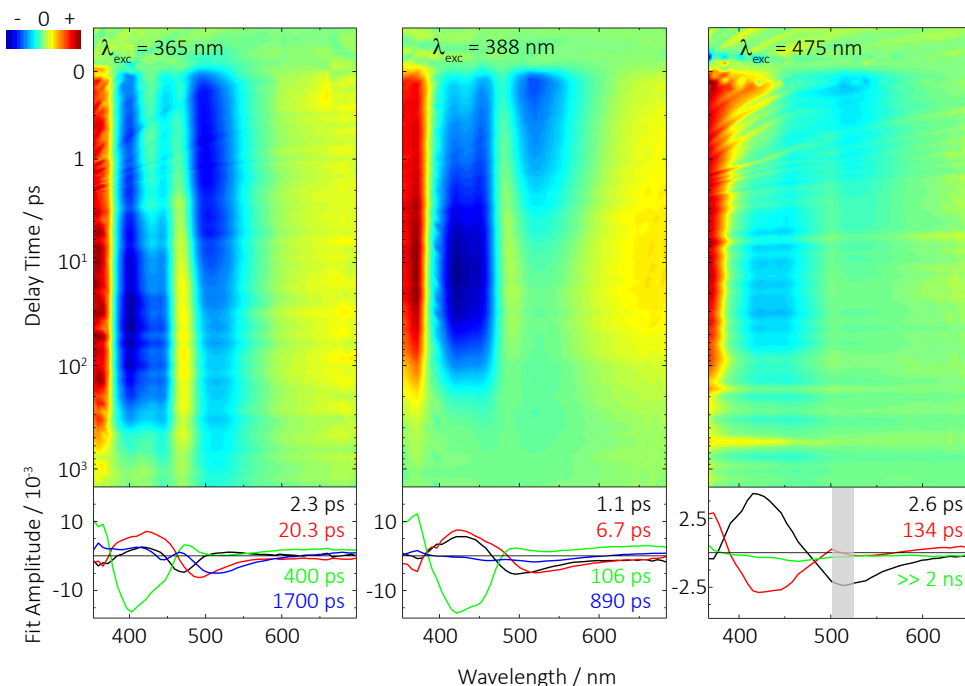 - 0 +
λexc = 365 nm
λexc = 388 nm
λexc = 475 nm
Delay Time / ps
0
1
10¹
10²
10³
Fit Amplitude / 10⁻³
10
0
-10
2.3 ps
20.3 ps
400 ps
1700 ps
10
0
-10
1.1 ps
6.7 ps
106 ps
890 ps
2.5
-2.5
2.6 ps
134 ps
>> 2 ns
400 500 600
400 500 600
400 500 600
Wavelength / nm